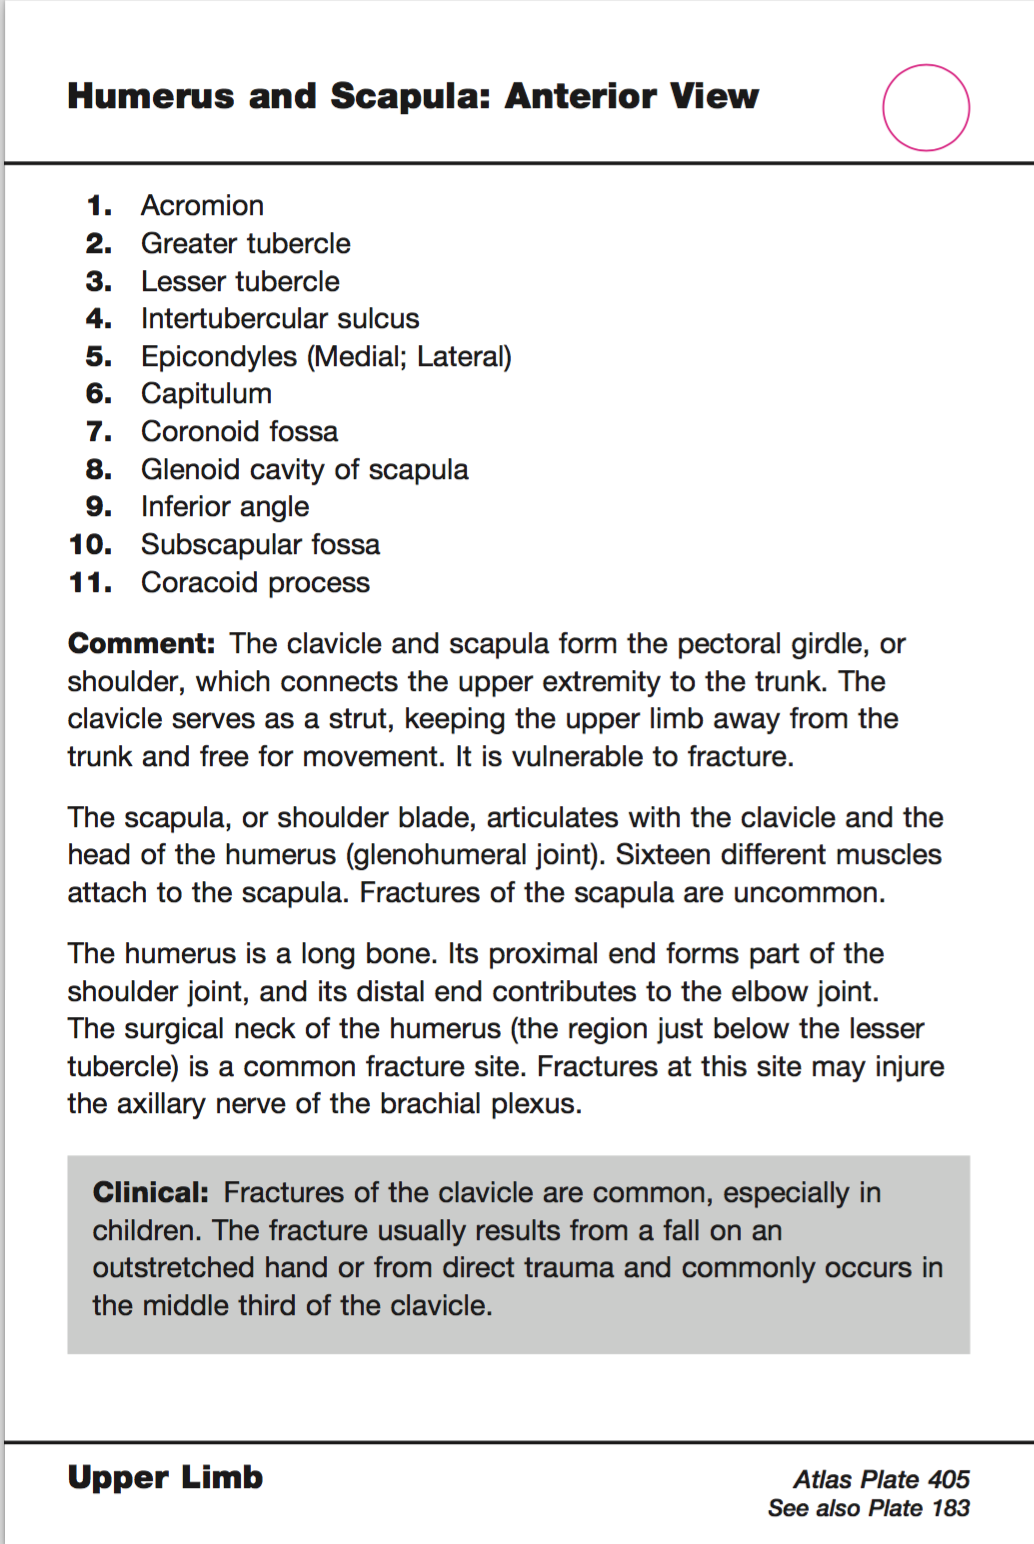 Humerus and Scapula: Anterior View
1. Acromion
2. Greater tubercle
3. Lesser tubercle
4. Intertubercular sulcus
5. Epicondyles (Medial; Lateral)
6. Capitulum
7. Coronoid fossa
8. Glenoid cavity of scapula
9. Inferior angle
10. Subscapular fossa
11. Coracoid process
Comment: The clavicle and scapula form the pectoral girdle, or
shoulder, which connects the upper extremity to the trunk. The
clavicle serves as a strut, keeping the upper limb away from the
trunk and free for movement. It is vulnerable to fracture.
The scapula, or shoulder blade, articulates with the clavicle and the
head of the humerus (glenohumeral joint). Sixteen different muscles
attach to the scapula. Fractures of the scapula are uncommon.
The humerus is a long bone. Its proximal end forms part of the
shoulder joint, and its distal end contributes to the elbow joint.
The surgical neck of the humerus (the region just below the lesser
tubercle) is a common fracture site. Fractures at this site may injure
the axillary nerve of the brachial plexus.
Clinical: Fractures of the clavicle are common, especially in
children. The fracture usually results from a fall on an
outstretched hand or from direct trauma and commonly occurs in
the middle third of the clavicle.
Upper Limb
Atlas Plate 405
See also Plate 183